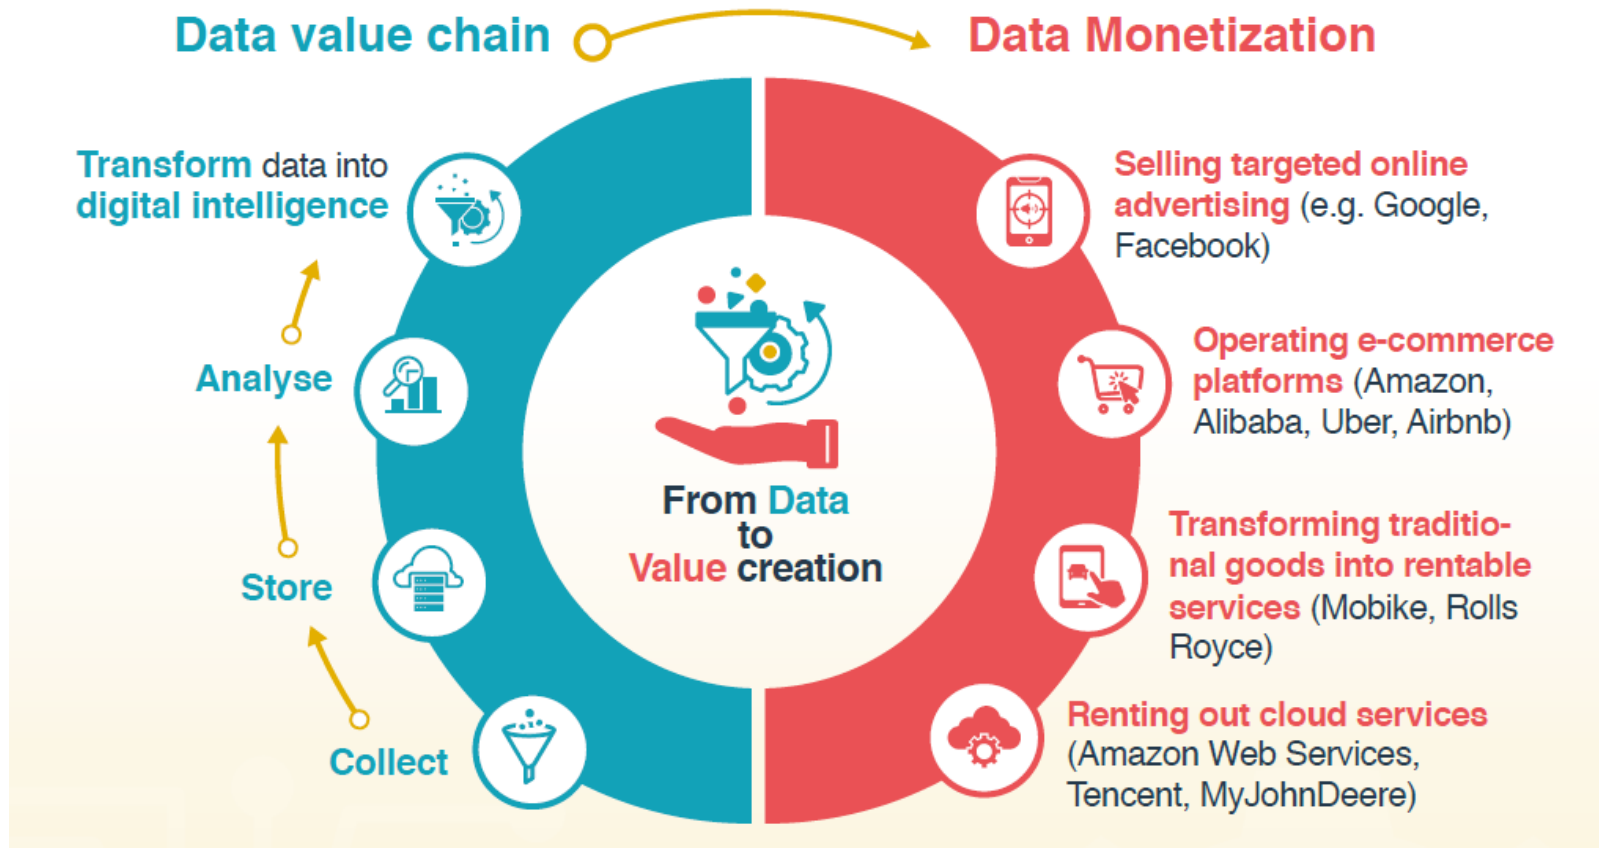 Data value chain
Data Monetization
Transform data into
digital intelligence
Analyse
Store
Collect
From Data
to
Value creation
Selling targeted online
advertising (e.g. Google,
Facebook)
Operating e-commerce
platforms (Amazon,
Alibaba, Uber, Airbnb)
Transforming traditio-
nal goods into rentable
services (Mobike, Rolls
Royce)
Renting out cloud services
(Amazon Web Services,
Tencent, MyJohnDeere)